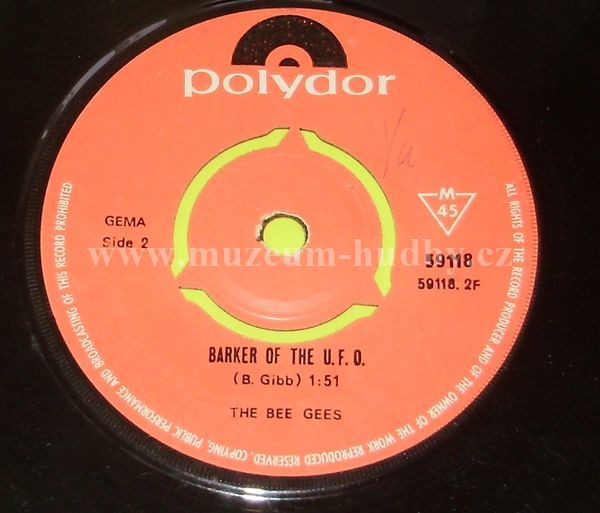 polydor
GEMA
Side 2
M
45
www.muzeum-hudby.cz
59118
59118.2F
BARKER OF THE U.F.O.
(B. Gibb) 1:51
THE BEE GEES
ALL RIGHTS OF THE RECORD PRODUCER AND OF THE OWNER OF THE WORK REPRODUCED RESERVED. COPYING, PUBLIC PERFORMANCE AND BROADCASTING OF THIS RECORD PROHIBITED